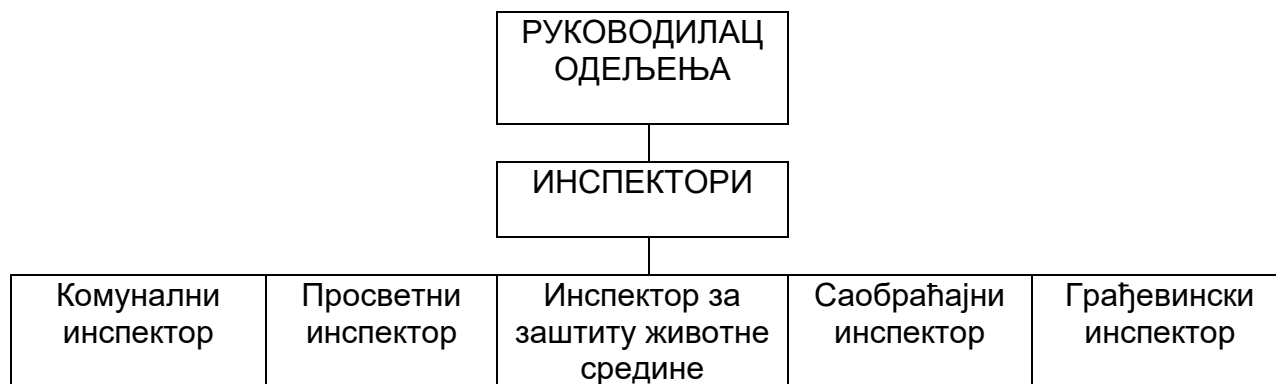 РУКОВОДИЛАЦ
ОДЕЉЕЊА
ИНСПЕКТОРИ
Комунални
инспектор
Просветни
инспектор
Инспектор за
заштиту животне
средине
Саобраћајни
инспектор
Грађевински
инспектор